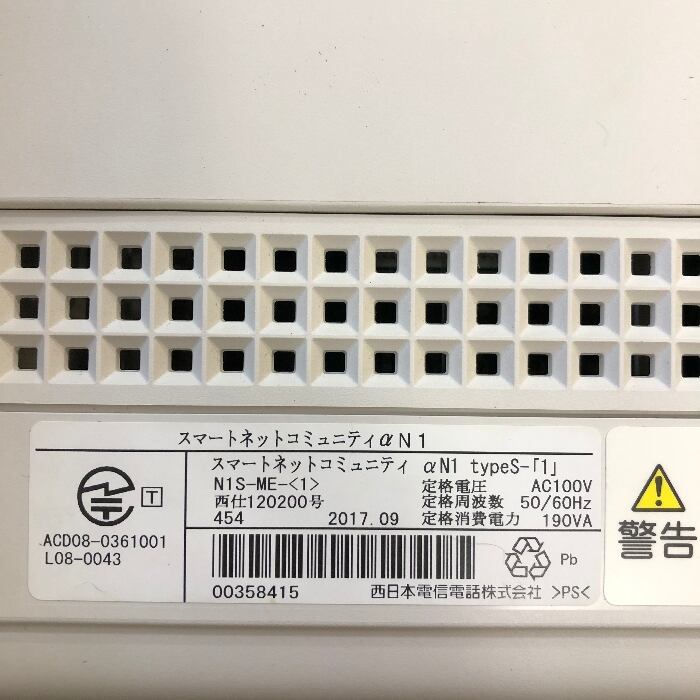 スマートネットコミュニティαN1
T
ACD08-0361001
L08-0043
スマートネットコミュニティ αN1 typeS-「1」
N1S-ME-<1>
定格電圧 AC100V
西仕120200号
定格周波数 50/60Hz
454 2017.09
定格消費電力 190VA
00358415
Pb
西日本電信電話株式会社 >PS<
警告